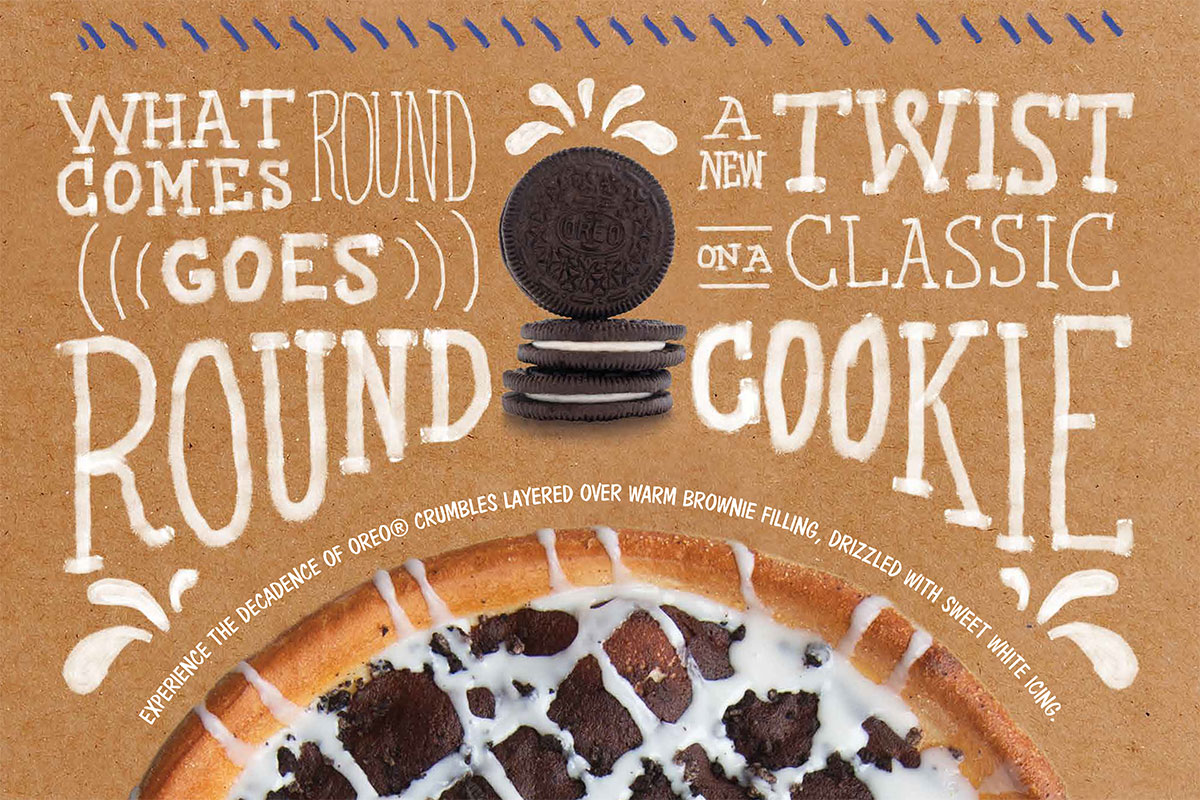 WHAT
COMES ROUND
(((GOES)))
ROUND
OREO
A
NEW TWIST
ON A CLASSIC
COOKIE
EXPERIENCE THE DECADENCE OF OREO® CRUMBLES LAYERED OVER WARM BROWNIE FILLING, DRIZZLED WITH SWEET WHITE ICING.